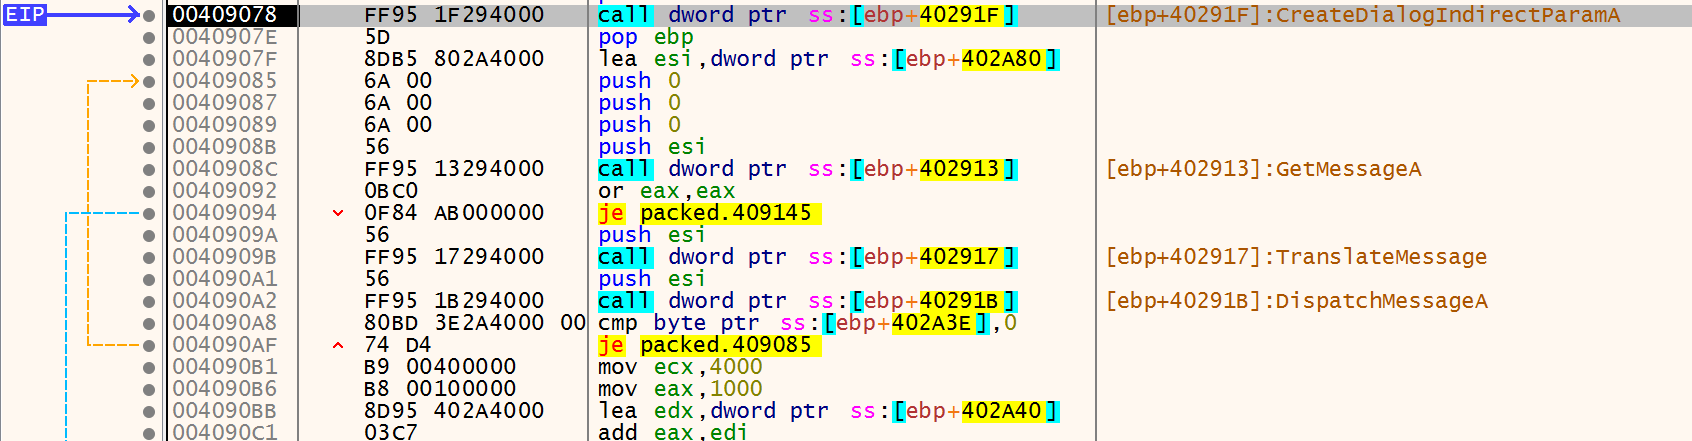 EIP 00409078 FF95 1F294000 call dword ptr ss:[ebp+40291F] [ebp+40291F]:CreateDialogIndirectParamA
0040907E 5D pop ebp
0040907F 8DB5 802A4000 lea esi,dword ptr ss:[ebp+402A80]
00409085 6A 00 push 0
00409087 6A 00 push 0
00409089 6A 00 push 0
0040908B 56 push esi
0040908C FF95 13294000 call dword ptr ss:[ebp+402913] [ebp+402913]:GetMessageA
00409092 0BC0 or eax,eax
00409094 0F84 AB000000 je packed.409145
0040909A 56 push esi
0040909B FF95 17294000 call dword ptr ss:[ebp+402917] [ebp+402917]:TranslateMessage
004090A1 56 push esi
004090A2 FF95 1B294000 call dword ptr ss:[ebp+40291B] [ebp+40291B]:DispatchMessageA
004090A8 80BD 3E2A4000 00 cmp byte ptr ss:[ebp+402A3E],0
004090AF 74 D4 je packed.409085
004090B1 B9 00400000 mov ecx,4000
004090B6 B8 00100000 mov eax,1000
004090BB 8D95 402A4000 lea edx,dword ptr ss:[ebp+402A40]
004090C1 03C7 add eax,edi